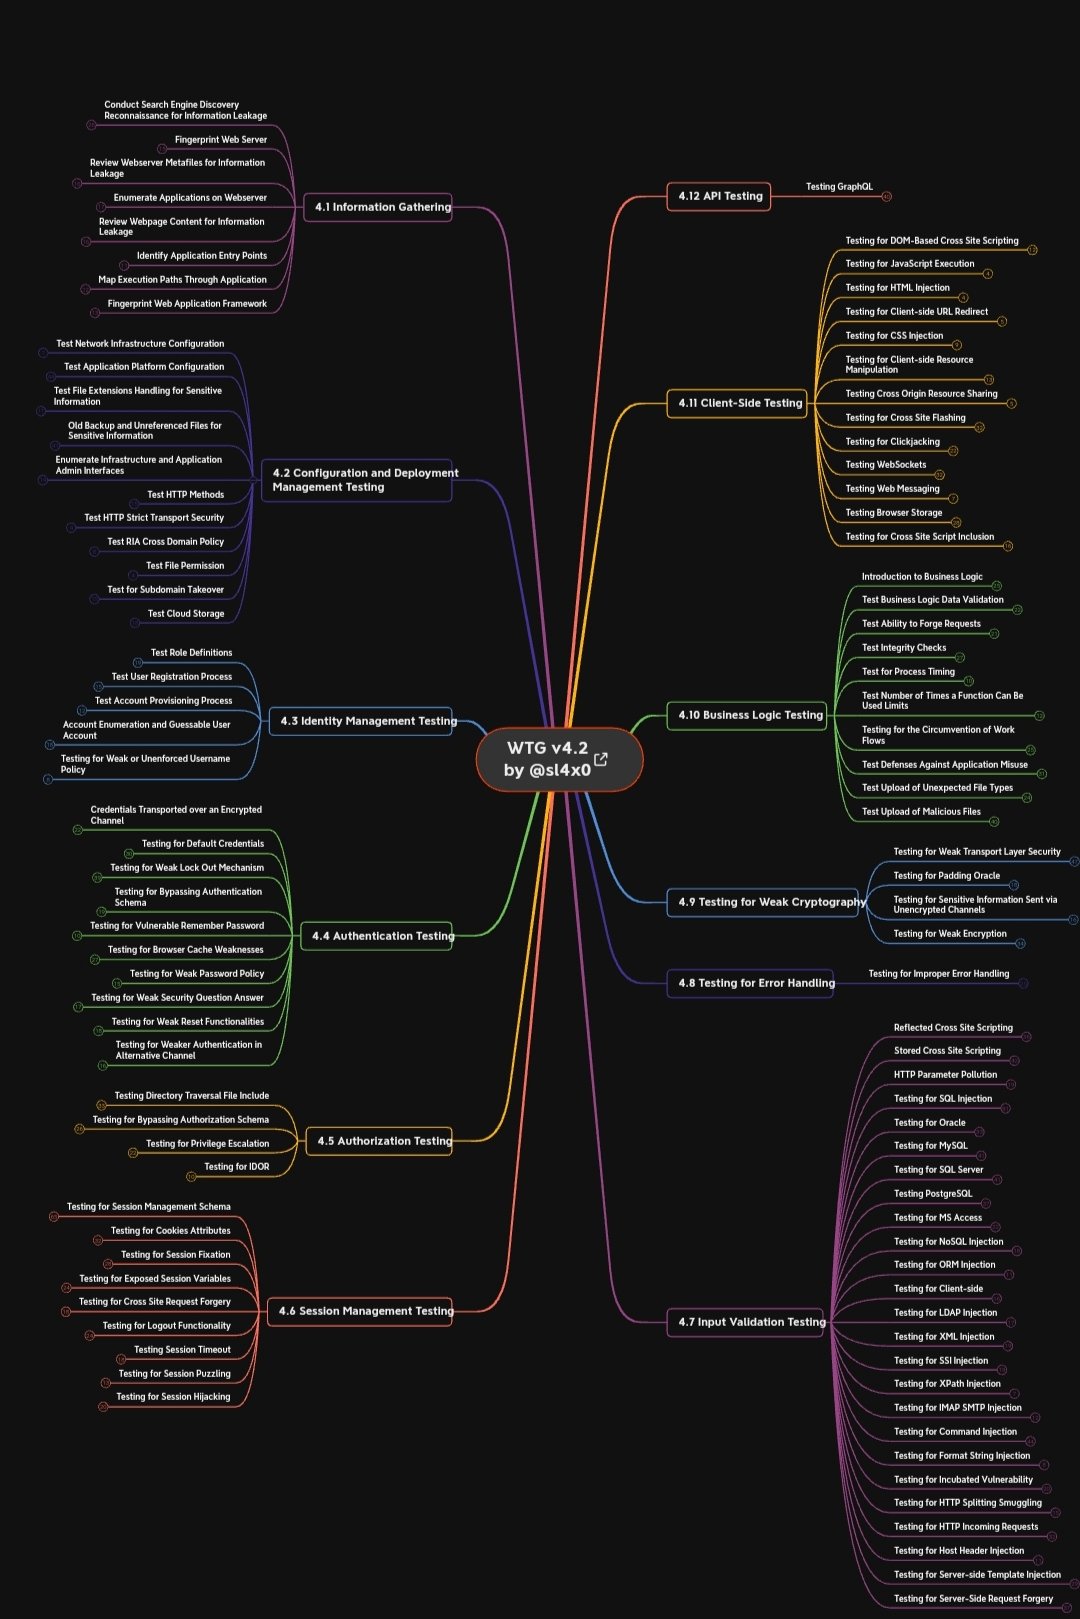 WTG v4.2
by @sl4x0
4.1 Information Gathering
Conduct Search Engine Discovery
Reconnaissance for Information Leakage
Fingerprint Web Server
Review Webserver Metafiles for Information
Leakage
Enumerate Applications on Webserver
Review Webpage Content for Information
Leakage
Identify Application Entry Points
Map Execution Paths Through Application
Fingerprint Web Application Framework
4.2 Configuration and Deployment
Management Testing
Test Network Infrastructure Configuration
Test Application Platform Configuration
Test File Extensions Handling for Sensitive
Information
Old Backup and Unreferenced Files for
Sensitive Information
Enumerate Infrastructure and Application
Admin Interfaces
Test HTTP Methods
Test HTTP Strict Transport Security
Test RIA Cross Domain Policy
Test File Permission
Test for Subdomain Takeover
Test Cloud Storage
4.3 Identity Management Testing
Test Role Definitions
Test User Registration Process
Test Account Provisioning Process
Account Enumeration and Guessable User
Account
Testing for Weak or Unenforced Username
Policy
4.4 Authentication Testing
Credentials Transported over an Encrypted
Channel
Testing for Default Credentials
Testing for Weak Lock Out Mechanism
Testing for Bypassing Authentication
Schema
Testing for Vulnerable Remember Password
Testing for Browser Cache Weaknesses
Testing for Weak Password Policy
Testing for Weak Security Question Answer
Testing for Weak Reset Functionalities
Testing for Weaker Authentication in
Alternative Channel
4.5 Authorization Testing
Testing Directory Traversal File Include
Testing for Bypassing Authorization Schema
Testing for Privilege Escalation
Testing for IDOR
4.6 Session Management Testing
Testing for Session Management Schema
Testing for Cookies Attributes
Testing for Session Fixation
Testing for Exposed Session Variables
Testing for Cross Site Request Forgery
Testing for Logout Functionality
Testing Session Timeout
Testing for Session Puzzling
Testing for Session Hijacking
4.12 API Testing
Testing GraphQL
4.11 Client-Side Testing
Testing for DOM-Based Cross Site Scripting
Testing for JavaScript Execution
Testing for HTML Injection
Testing for Client-side URL Redirect
Testing for CSS Injection
Testing for Client-side Resource
Manipulation
Testing Cross Origin Resource Sharing
Testing for Cross Site Flashing
Testing for Clickjacking
Testing WebSockets
Testing Web Messaging
Testing Browser Storage
Testing for Cross Site Script Inclusion
4.10 Business Logic Testing
Introduction to Business Logic
Test Business Logic Data Validation
Test Ability to Forge Requests
Test Integrity Checks
Test for Process Timing
Test Number of Times a Function Can Be
Used Limits
Testing for the Circumvention of Work
Flows
Test Defenses Against Application Misuse
Test Upload of Unexpected File Types
Test Upload of Malicious Files
4.9 Testing for Weak Cryptography
Testing for Weak Transport Layer Security
Testing for Padding Oracle
Testing for Sensitive Information Sent via
Unencrypted Channels
Testing for Weak Encryption
4.8 Testing for Error Handling
Testing for Improper Error Handling
4.7 Input Validation Testing
Reflected Cross Site Scripting
Stored Cross Site Scripting
HTTP Parameter Pollution
Testing for SQL Injection
Testing for Oracle
Testing for MySQL
Testing for SQL Server
Testing PostgreSQL
Testing for MS Access
Testing for NoSQL Injection
Testing for ORM Injection
Testing for Client-side
Testing for LDAP Injection
Testing for XML Injection
Testing for SSI Injection
Testing for XPath Injection
Testing for IMAP SMTP Injection
Testing for Command Injection
Testing for Format String Injection
Testing for Incubated Vulnerability
Testing for HTTP Splitting Smuggling
Testing for HTTP Incoming Requests
Testing for Host Header Injection
Testing for Server-side Template Injection
Testing for Server-Side Request Forgery